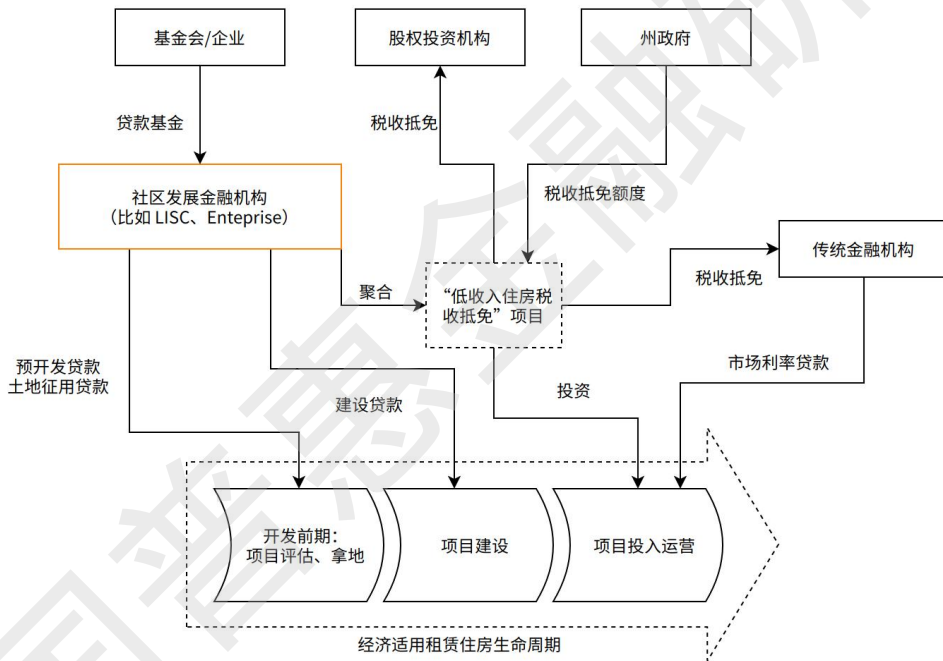 基金会/企业
股权投资机构
州政府
贷款基金
税收抵免
社区发展金融机构
（比如 LISC、Enteprise）
税收抵免额度
传统金融机构
聚合
“低收入住房税
收抵免”项目
税收抵免
预开发贷款
土地征用贷款
建设贷款
投资
市场利率贷款
开发前期：
项目评估、拿地
项目建设
项目投入运营
经济适用租赁住房生命周期
普惠金融研